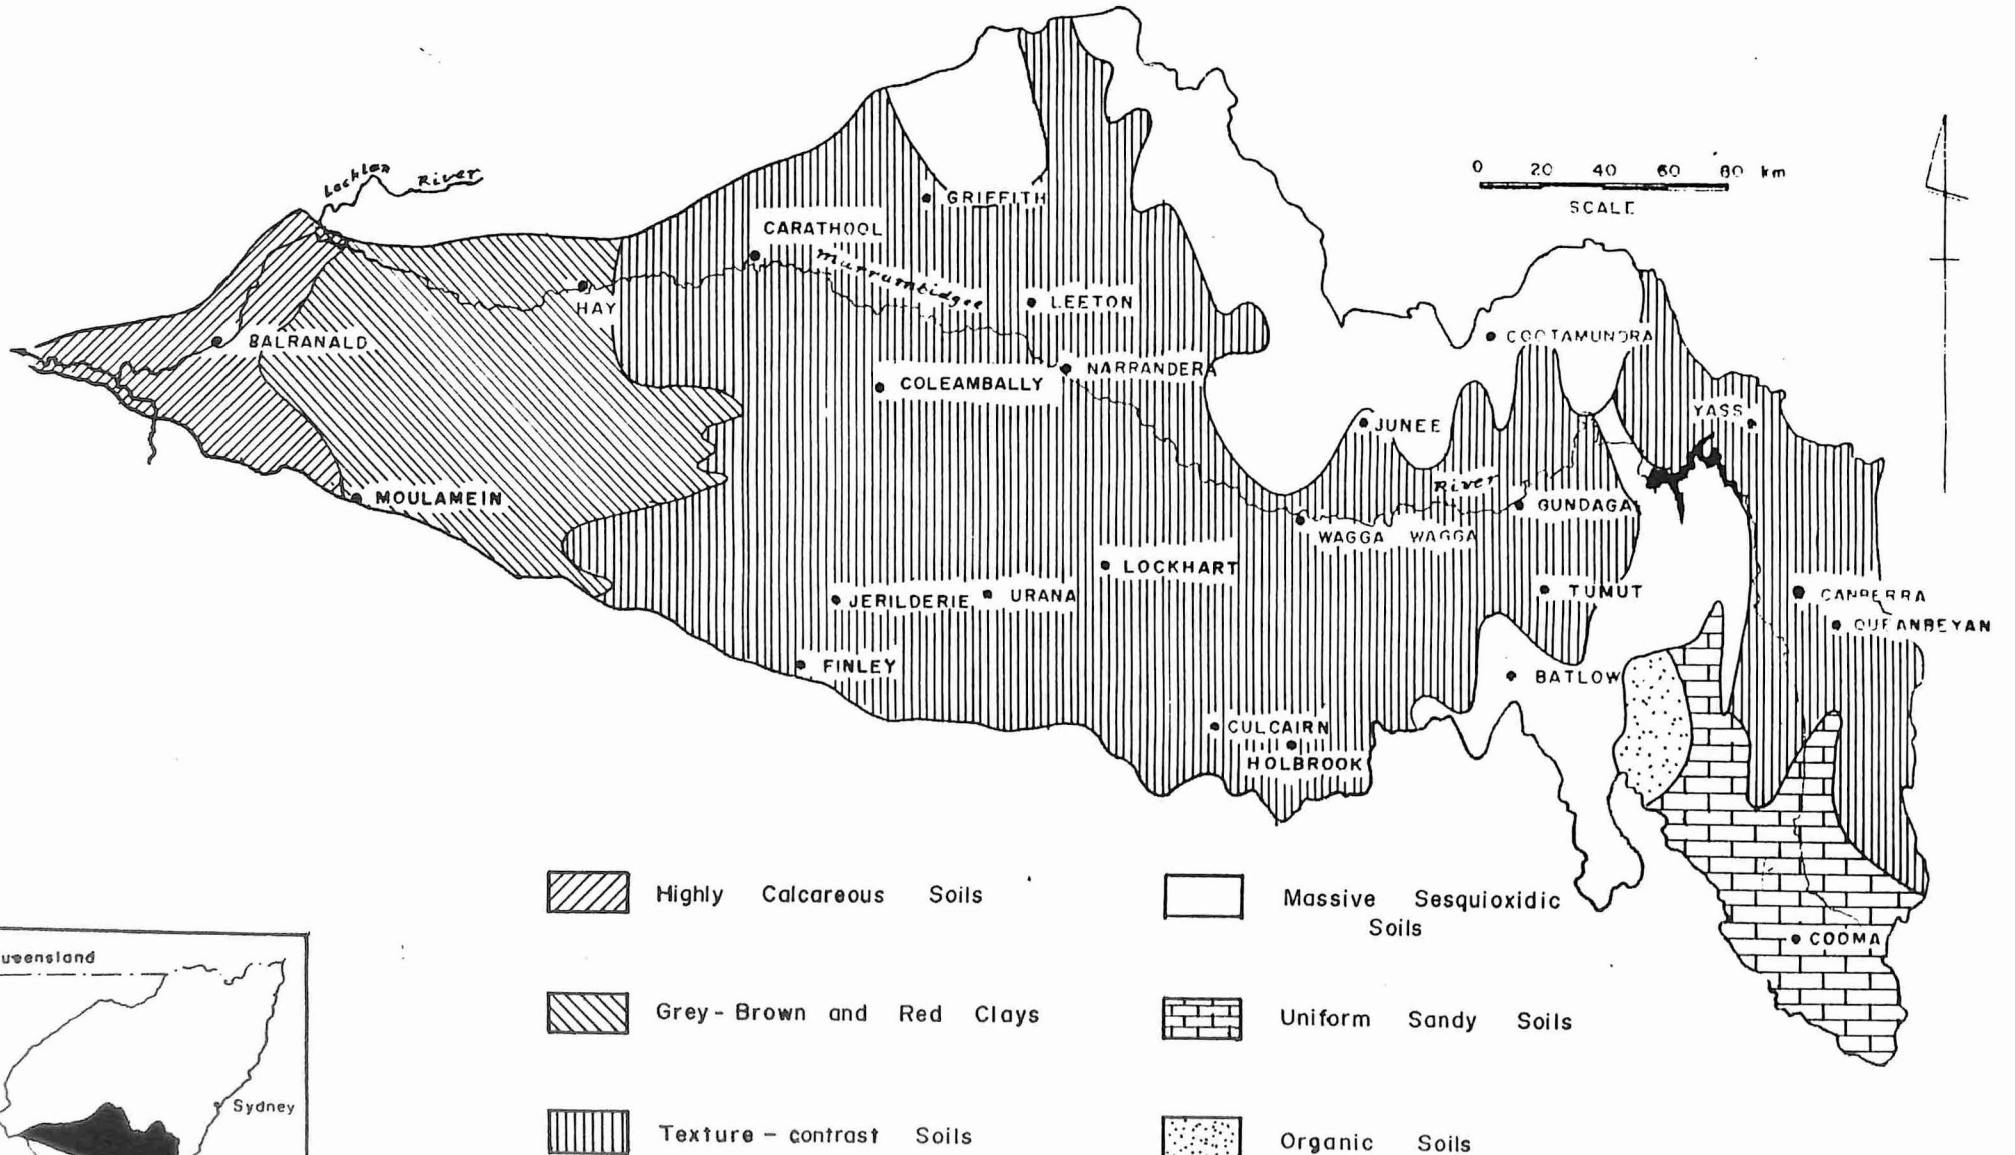 Lochlan River
0 20 40 60 80 km
SCALE
GRIFFITH
CARATHOOL
Murrumbidgee
HAY
LEETON
BALRANALD
COOTAMUNDRA
NARRANDERA
COLEAMBALLY
YASS
JUNEE
River
MOULAMEIN
GUNDAGAI
WAGGA WAGGA
LOCKHART
JERILDERIE
URANA
TUMUT
CANBERRA
QUEANBEYAN
FINLEY
BATLOW
CULCAIRN
HOLBROOK
COOMA
Highly Calcareous Soils
Massive Sesquioxidic
Soils
Grey-Brown and Red Clays
Uniform Sandy Soils
Texture-contrast Soils
Organic Soils
ueensland
Sydney